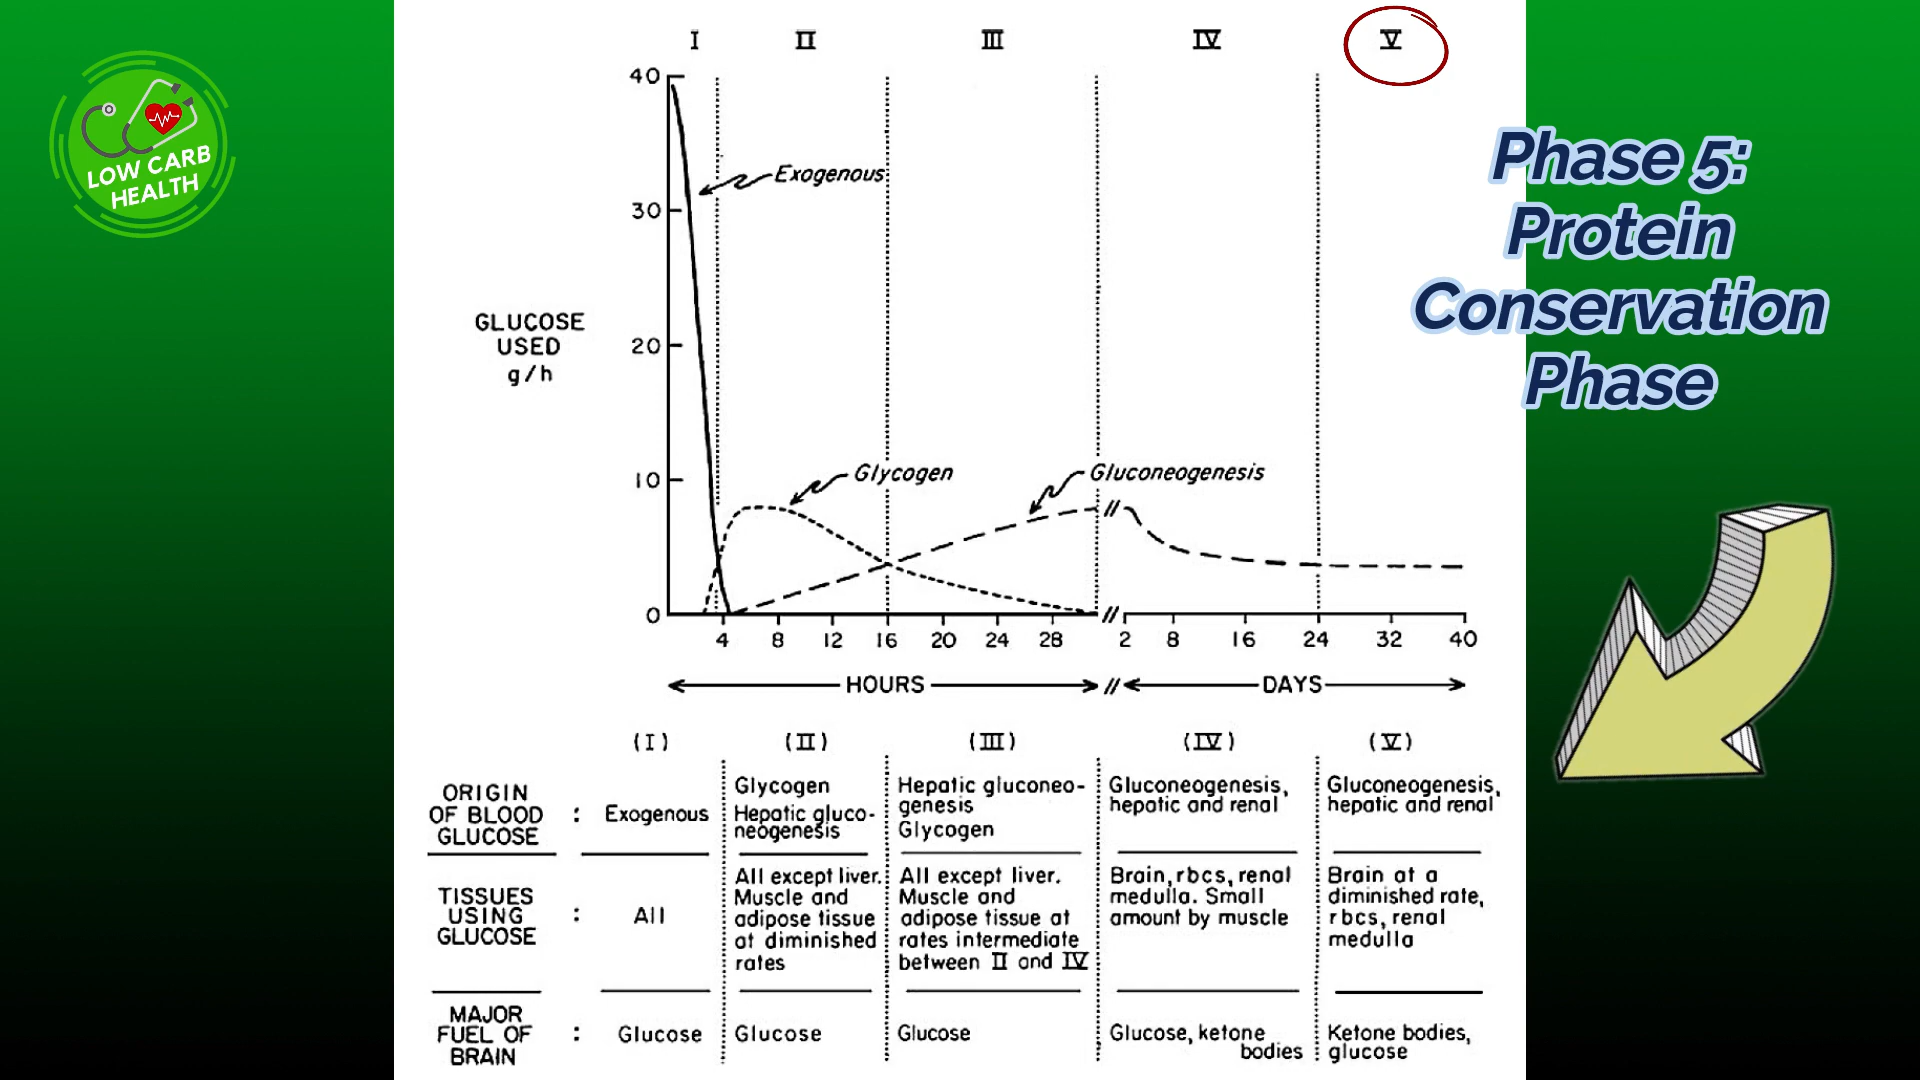 LOW CARB
HEALTH
I II III IV V
Phase 5:
Protein
Conservation
Phase
GLUCOSE
USED
g/h
40
30
20
10
0
Exogenous
Glycogen
Gluconeogenesis
4 8 12 16 20 24 28 // 2 8 16 24 32 40
HOURS // DAYS
(I) (II) (III) (IV) (V)
ORIGIN
OF BLOOD
GLUCOSE
:
Exogenous
Glycogen
Hepatic gluco-
neogenesis
Hepatic gluconeo-
genesis
Glycogen
Gluconeogenesis,
hepatic and renal
Gluconeogenesis,
hepatic and renal
TISSUES
USING
GLUCOSE
:
All
All except liver.
Muscle and
adipose tissue
at diminished
rates
All except liver.
Muscle and
adipose tissue at
rates intermediate
between II and IV
Brain, rbcs, renal
medulla. Small
amount by muscle
Brain at a
diminished rate,
rbcs, renal
medulla
MAJOR
FUEL OF
BRAIN
:
Glucose
Glucose
Glucose
Glucose, ketone
bodies
Ketone bodies,
glucose